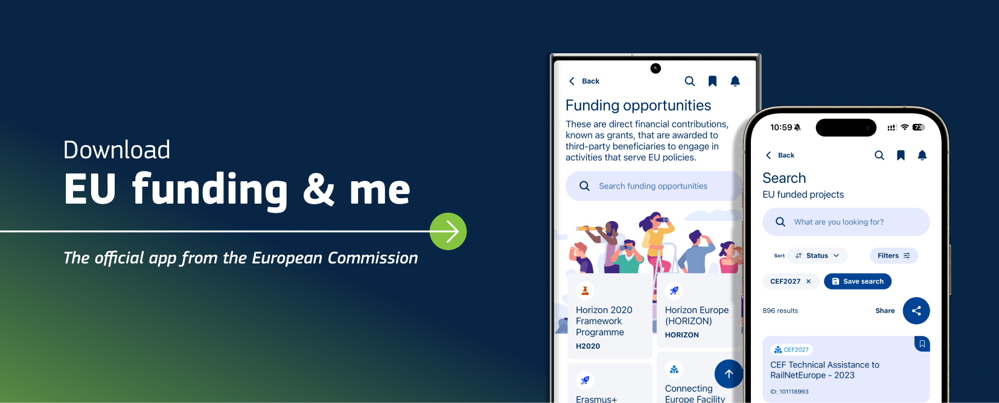 Download
EU funding & me
The official app from the European Commission
Back
Funding opportunities
These are direct financial contributions,
known as grants, that are awarded to
third-party beneficiaries to engage in
activities that serve EU policies.
Search funding opportunities
Horizon 2020
Framework
Programme
H2020
Horizon Europe
(HORIZON)
HORIZON
Erasmus+
Connecting
Europe Facility
10:59
73
Back
Search
EU funded projects
What are you looking for?
Sort
Status
Filters
CEF2027 ×
Save search
896 results
Share
CEF2027
CEF Technical Assistance to
RailNetEurope - 2023
ID: 101118993